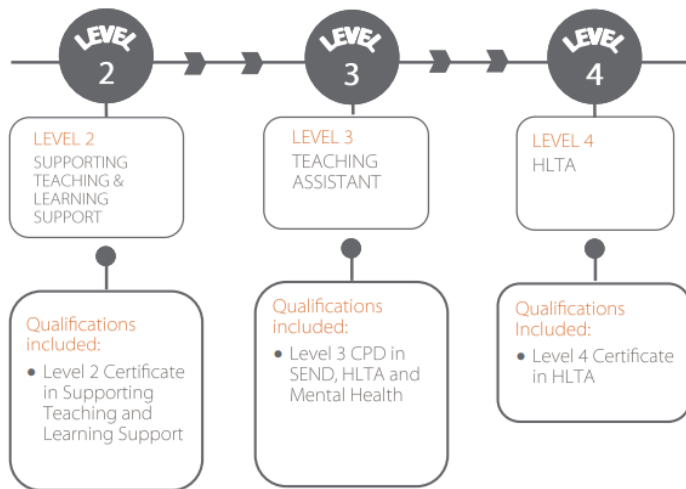 LEVEL
2
LEVEL
3
LEVEL
4
LEVEL 2
SUPPORTING
TEACHING &
LEARNING
SUPPORT
LEVEL 3
TEACHING
ASSISTANT
LEVEL 4
HLTA
Qualifications
included:
• Level 2 Certificate
in Supporting
Teaching and
Learning Support
Qualifications
included:
• Level 3 CPD in
SEND, HLTA and
Mental Health
Qualifications
Included:
• Level 4 Certificate
in HLTA